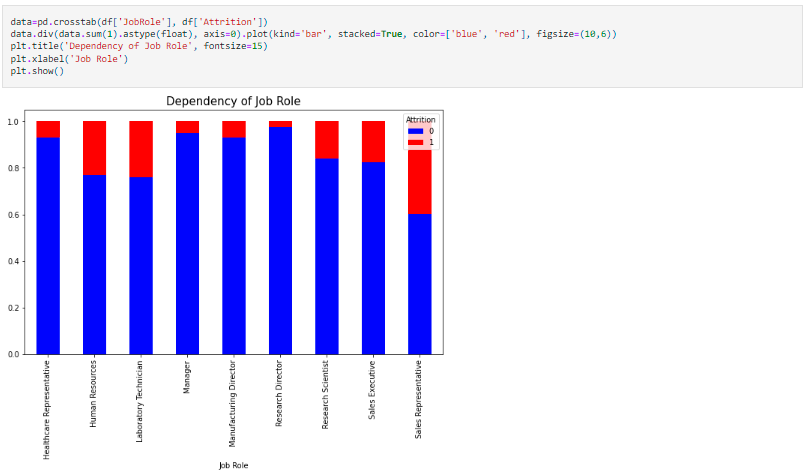 data=pd.crosstab(df['JobRole'], df['Attrition'])
data.div(data.sum(1).astype(float), axis=0).plot(kind='bar', stacked=True, color=['blue', 'red'], figsize=(10,6))
plt.title('Dependency of Job Role', fontsize=15)
plt.xlabel('Job Role')
plt.show()
Dependency of Job Role
Attrition
0
1
1.0
0.8
0.6
0.4
0.2
0.0
Healthcare Representative
Human Resources
Laboratory Technician
Manager
Manufacturing Director
Research Director
Research Scientist
Sales Executive
Sales Representative
Job Role